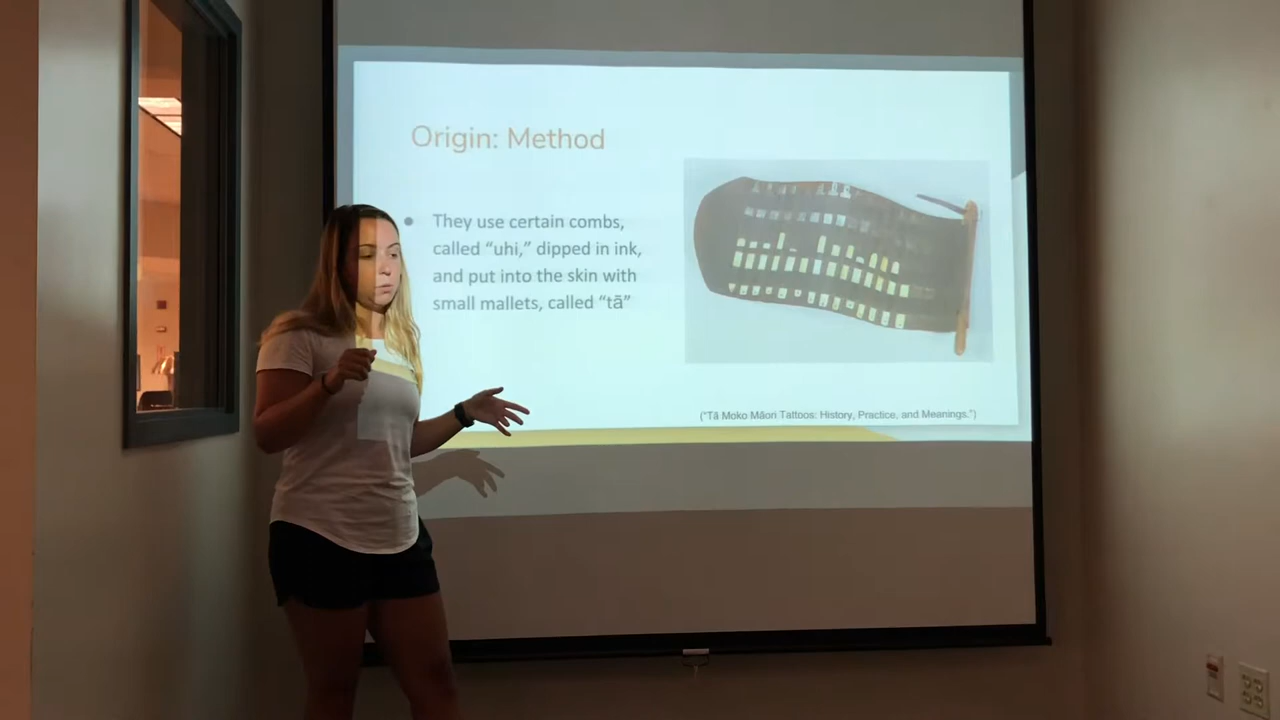 Origin: Method
They use certain combs,
called “uhi,” dipped in ink,
and put into the skin with
small mallets, called “tā”
(“Tā Moko Māori Tattoos: History, Practice, and Meanings.”)